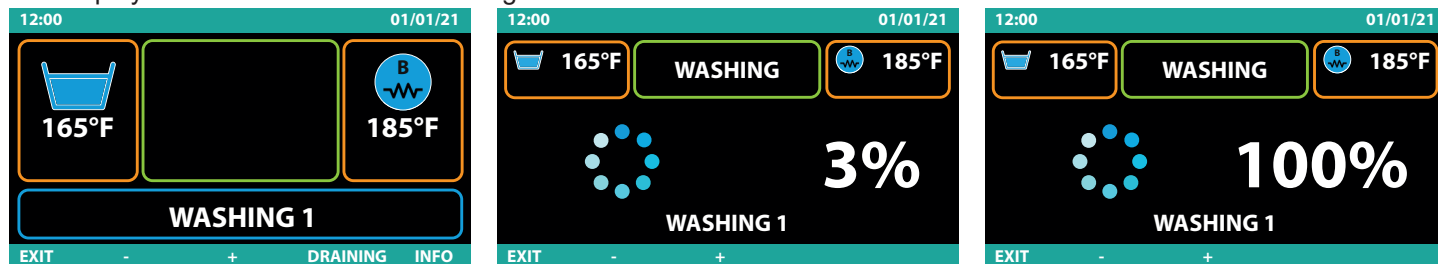 12:00 01/01/21
B
165°F 185°F
WASHING 1
EXIT - + DRAINING INFO
12:00 01/01/21
165°F WASHING B 185°F
3%
WASHING 1
EXIT - +
12:00 01/01/21
165°F WASHING B 185°F
100%
WASHING 1
EXIT - +